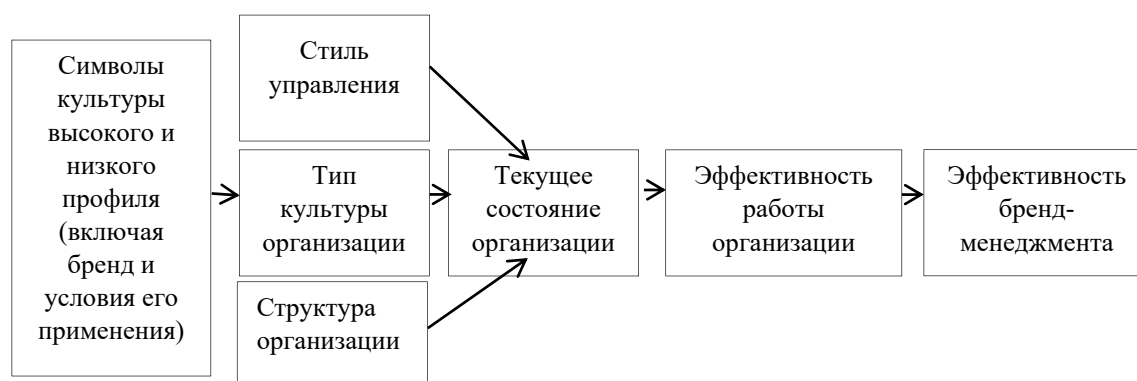 Символы
культуры
высокого и
низкого
профиля
(включая
бренд и
условия его
применения)
Стиль
управления
Тип
культуры
организации
Структура
организации
Текущее
состояние
организации
Эффективность
работы
организации
Эффективность
бренд-
менеджмента